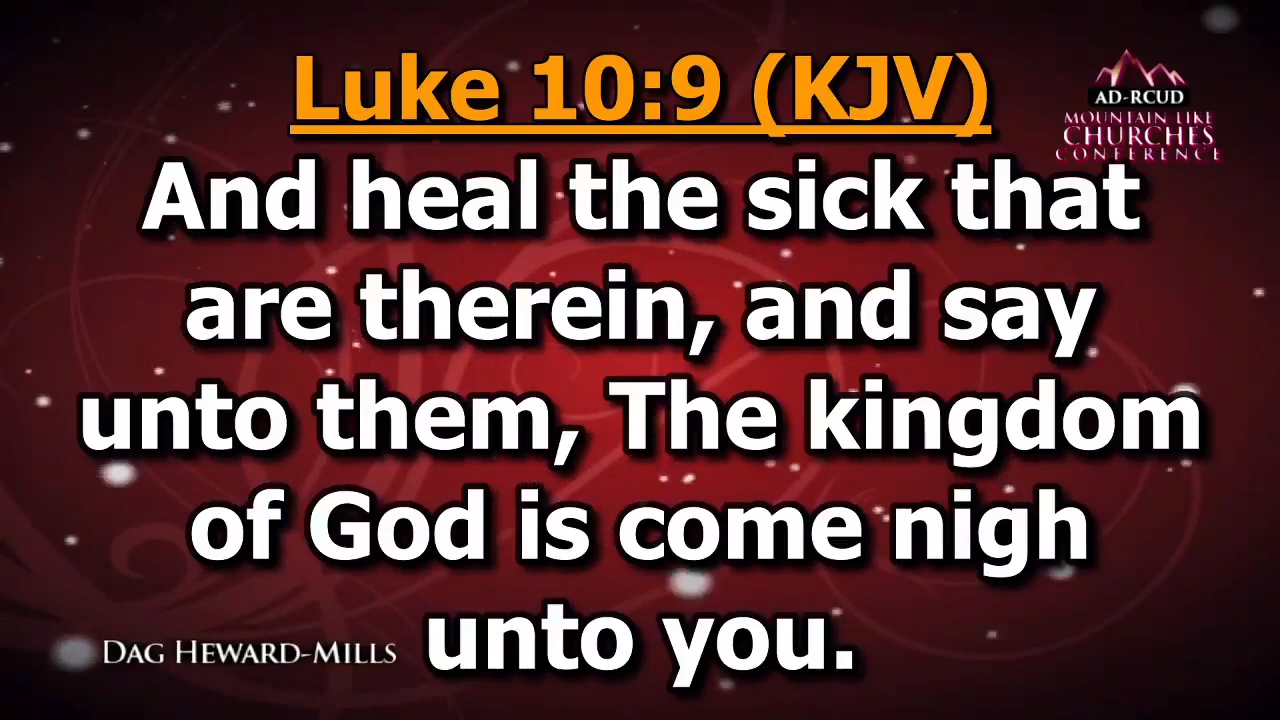 Luke 10:9 (KJV)
AD-RCUD
MOUNTAIN LIKE
CHURCHES
CONFERENCE
And heal the sick that
are therein, and say
unto them, The kingdom
of God is come nigh
unto you.
DAG HEWARD-MILLS